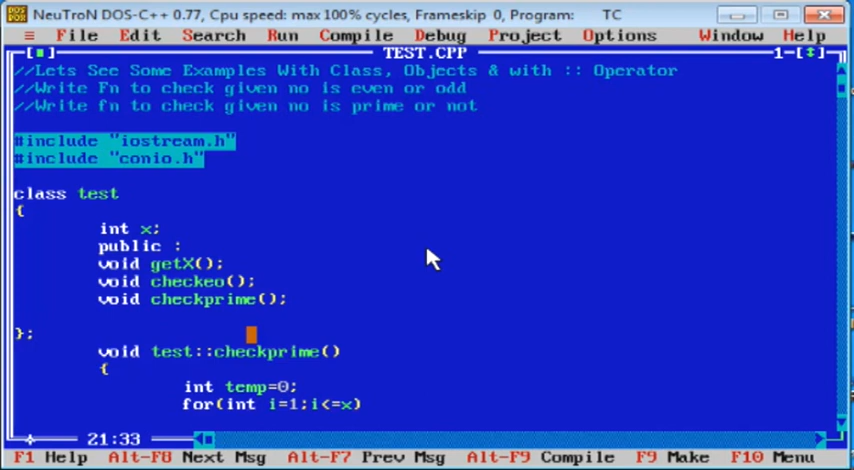 NeuTroN DOS-C++ 0.77, Cpu speed: max 100% cycles, Frameskip 0, Program: TC
≡ File Edit Search Run Compile Debug Project Options Window Help
[■] TEST.CPP 1-[↕]
//Lets See Some Examples With Class, Objects & with :: Operator
//Write Fn to check given no is even or odd
//Write fn to check given no is prime or not
#include "iostream.h"
#include "conio.h"
class test
{
int x;
public :
void getX();
void checkeo();
void checkprime();
};
void test::checkprime()
{
int temp=0;
for(int i=1;i<=x)
21:33
F1 Help Alt-F8 Next Msg Alt-F7 Prev Msg Alt-F9 Compile F9 Make F10 Menu